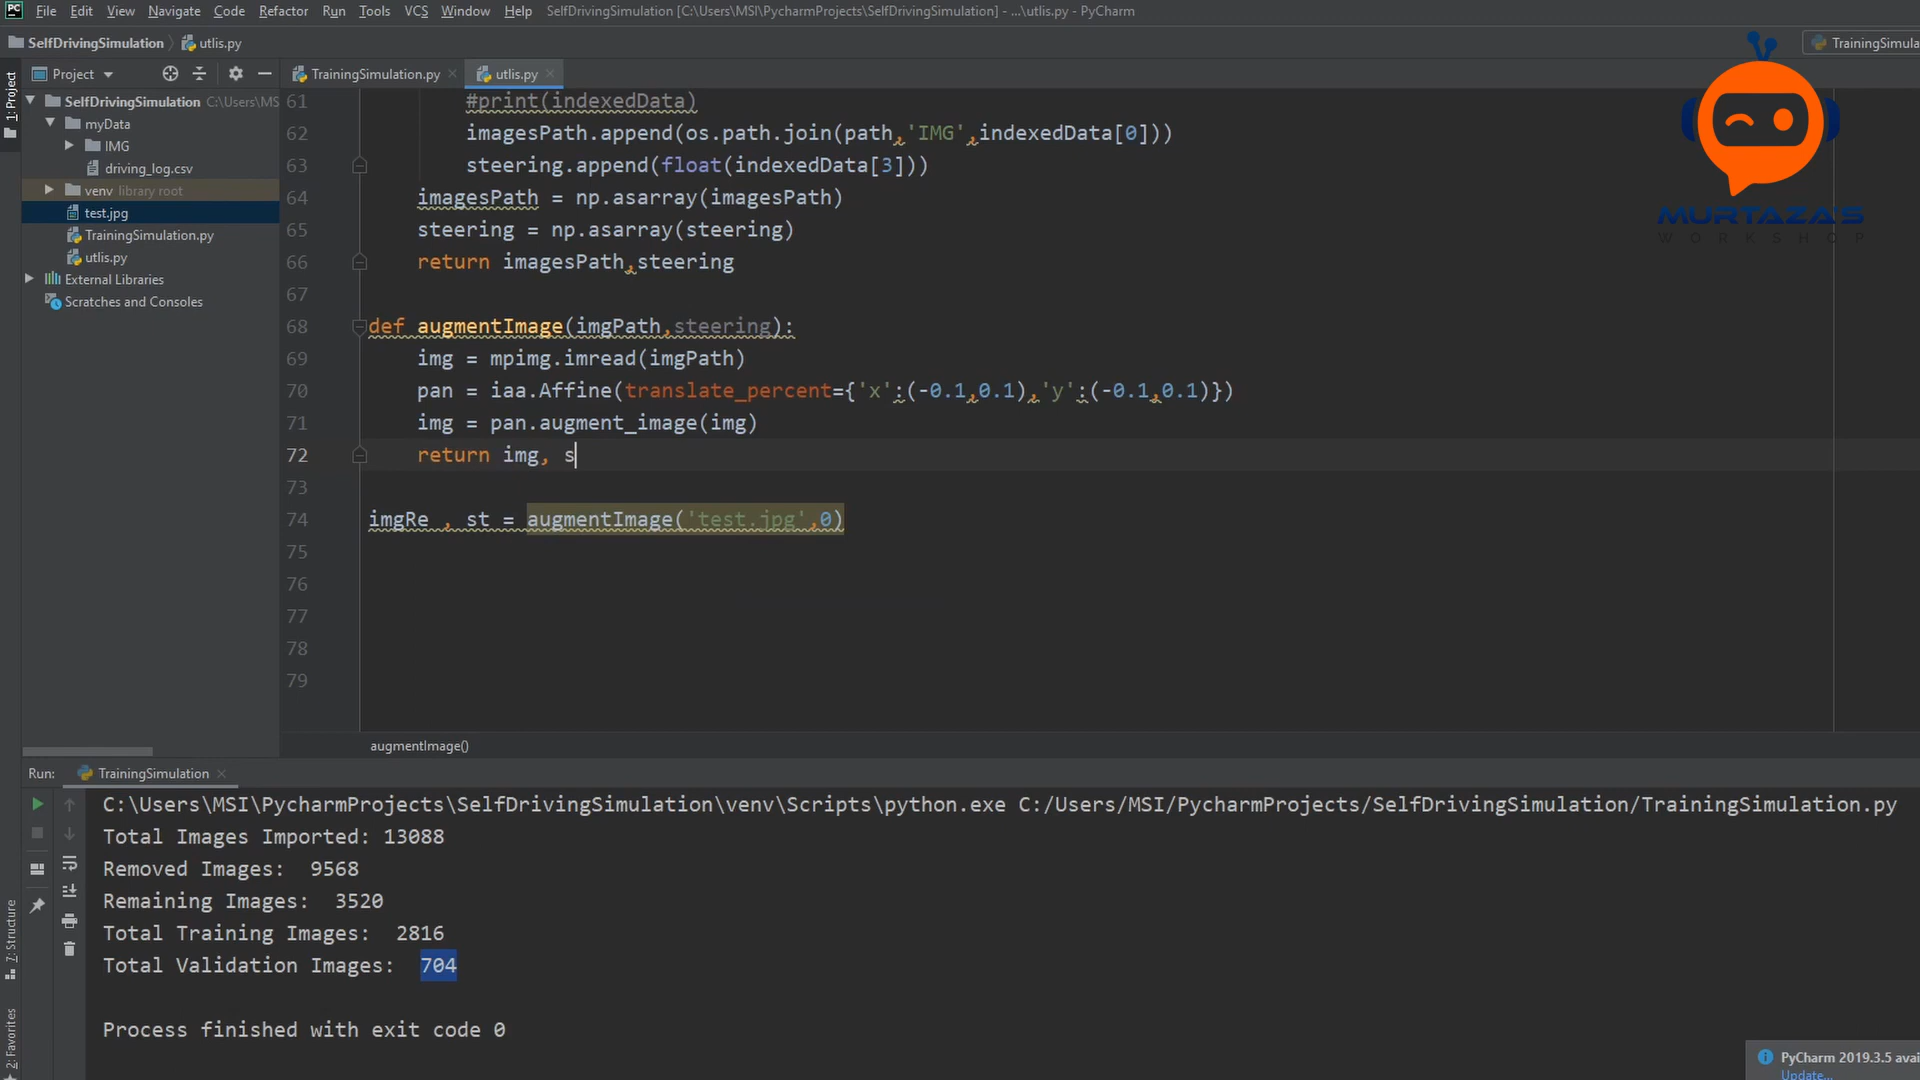 PC File Edit View Navigate Code Refactor Run Tools VCS Window Help SelfDrivingSimulation [C:\Users\MSI\PycharmProjects\SelfDrivingSimulation] - ...\utlis.py - PyCharm
SelfDrivingSimulation utlis.py
TrainingSimula
Project
TrainingSimulation.py utlis.py
1: Project
SelfDrivingSimulation C:\Users\MS
myData
IMG
driving_log.csv
venv library root
test.jpg
TrainingSimulation.py
utlis.py
External Libraries
Scratches and Consoles
61 #print(indexedData)
62 imagesPath.append(os.path.join(path,'IMG',indexedData[0]))
63 steering.append(float(indexedData[3]))
64 imagesPath = np.asarray(imagesPath)
65 steering = np.asarray(steering)
66 return imagesPath,steering
67
68 def augmentImage(imgPath,steering):
69 img = mpimg.imread(imgPath)
70 pan = iaa.Affine(translate_percent={'x':(-0.1,0.1),'y':(-0.1,0.1)})
71 img = pan.augment_image(img)
72 return img, s
73
74 imgRe , st = augmentImage('test.jpg',0)
75
76
77
78
79
MURTAZA'S
WORKSHOP
augmentImage()
Run: TrainingSimulation
C:\Users\MSI\PycharmProjects\SelfDrivingSimulation\venv\Scripts\python.exe C:/Users/MSI/PycharmProjects/SelfDrivingSimulation/TrainingSimulation.py
Total Images Imported: 13088
Removed Images:  9568
Remaining Images:  3520
Total Training Images:  2816
Total Validation Images:  704
Process finished with exit code 0
7: Structure
2: Favorites
PyCharm 2019.3.5 avai
Update...